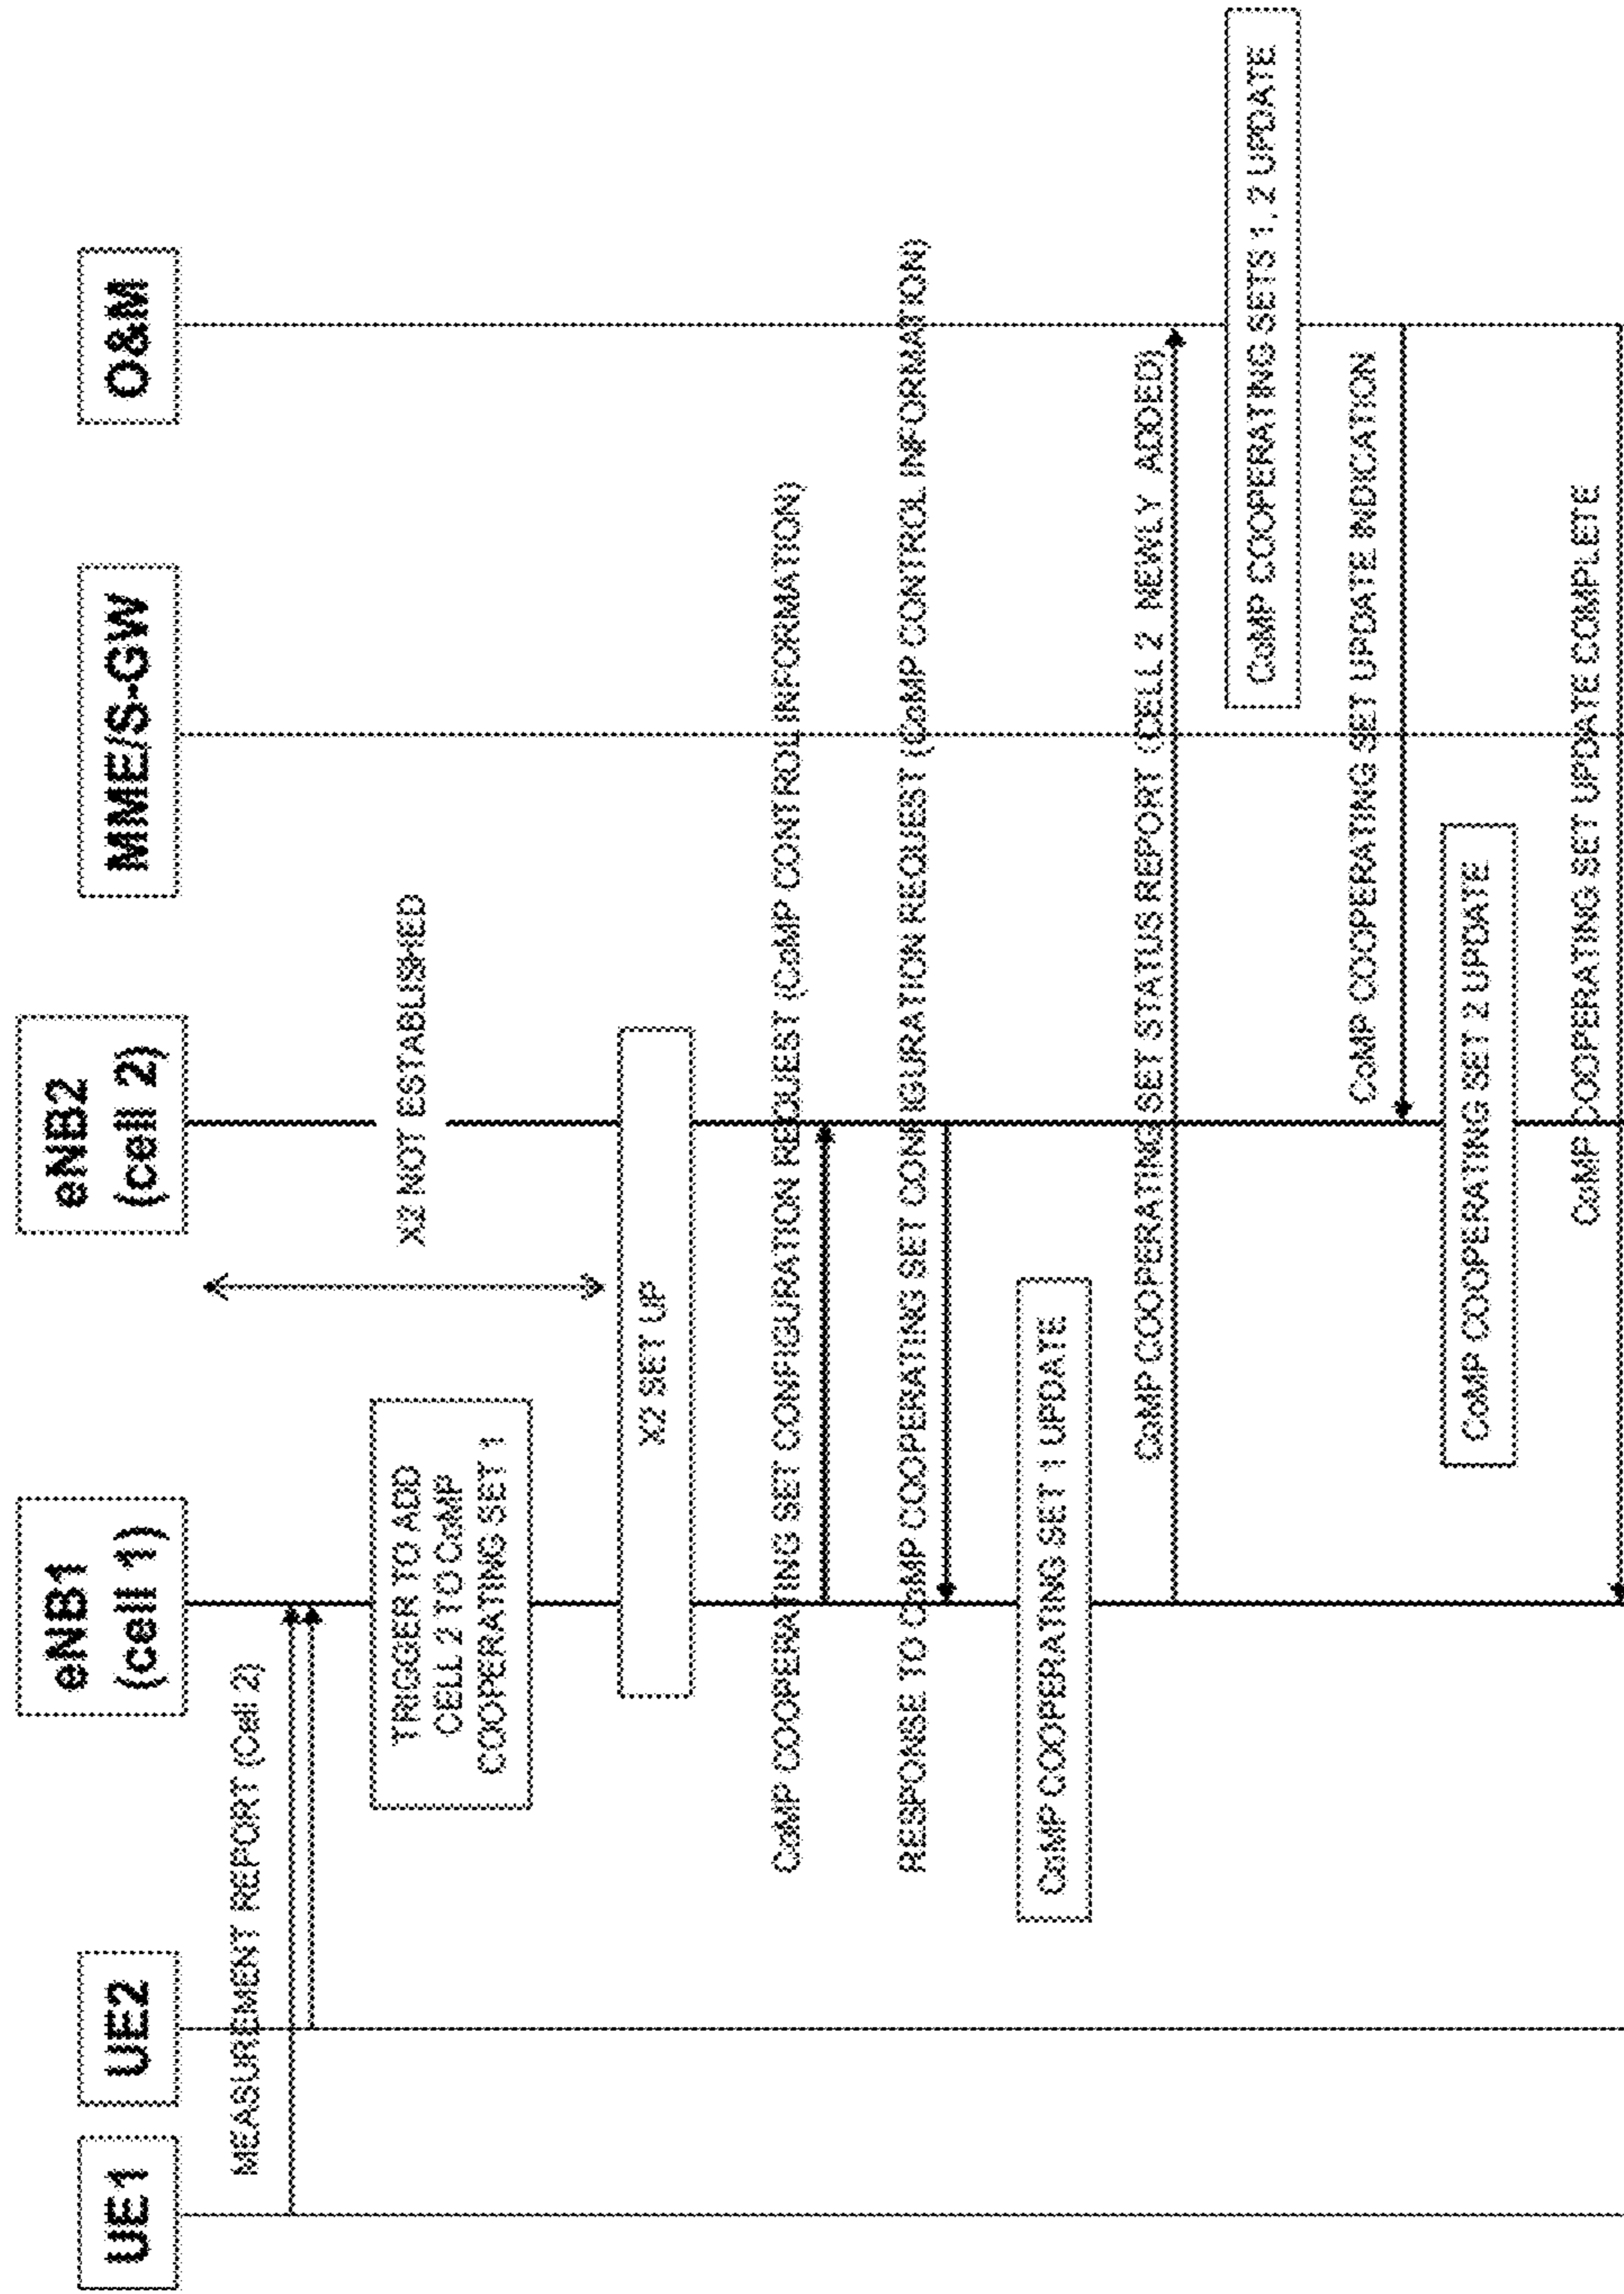 UE1
UE2
eNB1
(cell 1)
eNB2
(cell 2)
MME/S-GW
O&M
MEASUREMENT REPORT (Cell 2)
TRIGGER TO ADD
CELL 2 TO CoMP
COOPERATING SET 1
X2 NOT ESTABLISHED
X2 SET UP
CoMP COOPERATING SET CONFIGURATION REQUEST (CoMP CONTROL INFORMATION)
RESPONSE TO CoMP COOPERATING SET CONFIGURATION REQUEST (CoMP CONTROL INFORMATION)
CoMP COOPERATING SET 1 UPDATE
CoMP COOPERATING SET STATUS REPORT (CELL 2 NEWLY ADDED)
CoMP COOPERATING SETS 1, 2 UPDATE
CoMP COOPERATING SET UPDATE INDICATION
CoMP COOPERATING SET 2 UPDATE
CoMP COOPERATING SET UPDATE COMPLETE